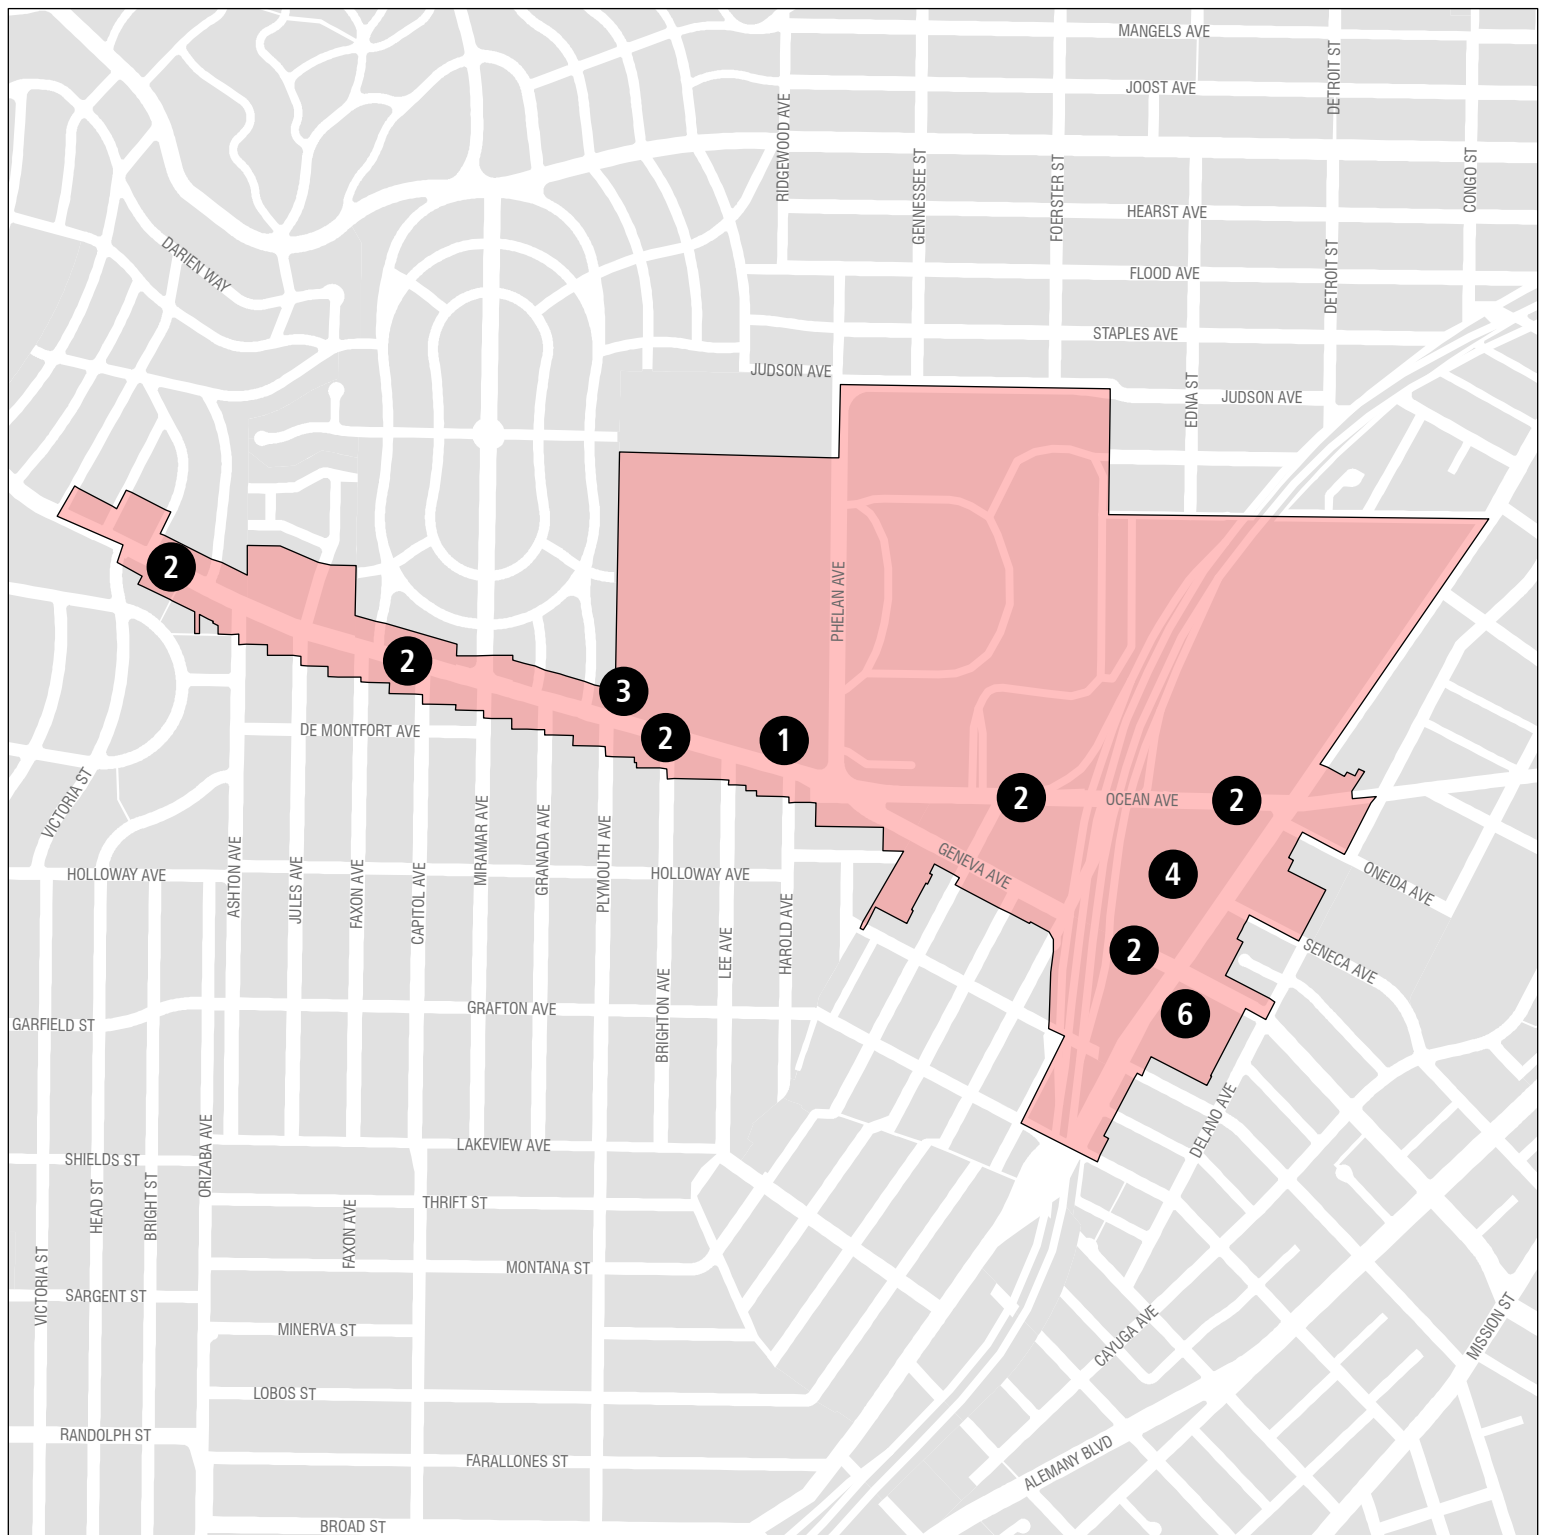 MANGELS AVE
DETROIT ST
JOOST AVE
RIDGEWOOD AVE
GENNESSEE ST
FOERSTER ST
CONGO ST
HEARST AVE
DARIEN WAY
FLOOD AVE
DETROIT ST
STAPLES AVE
JUDSON AVE
EDNA ST
JUDSON AVE
2
PHELAN AVE
2
3
2
1
DE MONTFORT AVE
2
OCEAN AVE
2
VICTORIA ST
ASHTON AVE
JULES AVE
FAXON AVE
CAPITOL AVE
MIRAMAR AVE
GRANADA AVE
PLYMOUTH AVE
HOLLOWAY AVE
HOLLOWAY AVE
GENEVA AVE
4
ONEIDA AVE
LEE AVE
HAROLD AVE
2
SENECA AVE
BRIGHTON AVE
GRAFTON AVE
6
GARFIELD ST
DELANO AVE
ORIZABA AVE
LAKEVIEW AVE
SHIELDS ST
HEAD ST
BRIGHT ST
THRIFT ST
FAXON AVE
MONTANA ST
VICTORIA ST
SARGENT ST
MINERVA ST
CAYUGA AVE
MISSION ST
LOBOS ST
RANDOLPH ST
FARALLONES ST
ALEMANY BLVD
BROAD ST